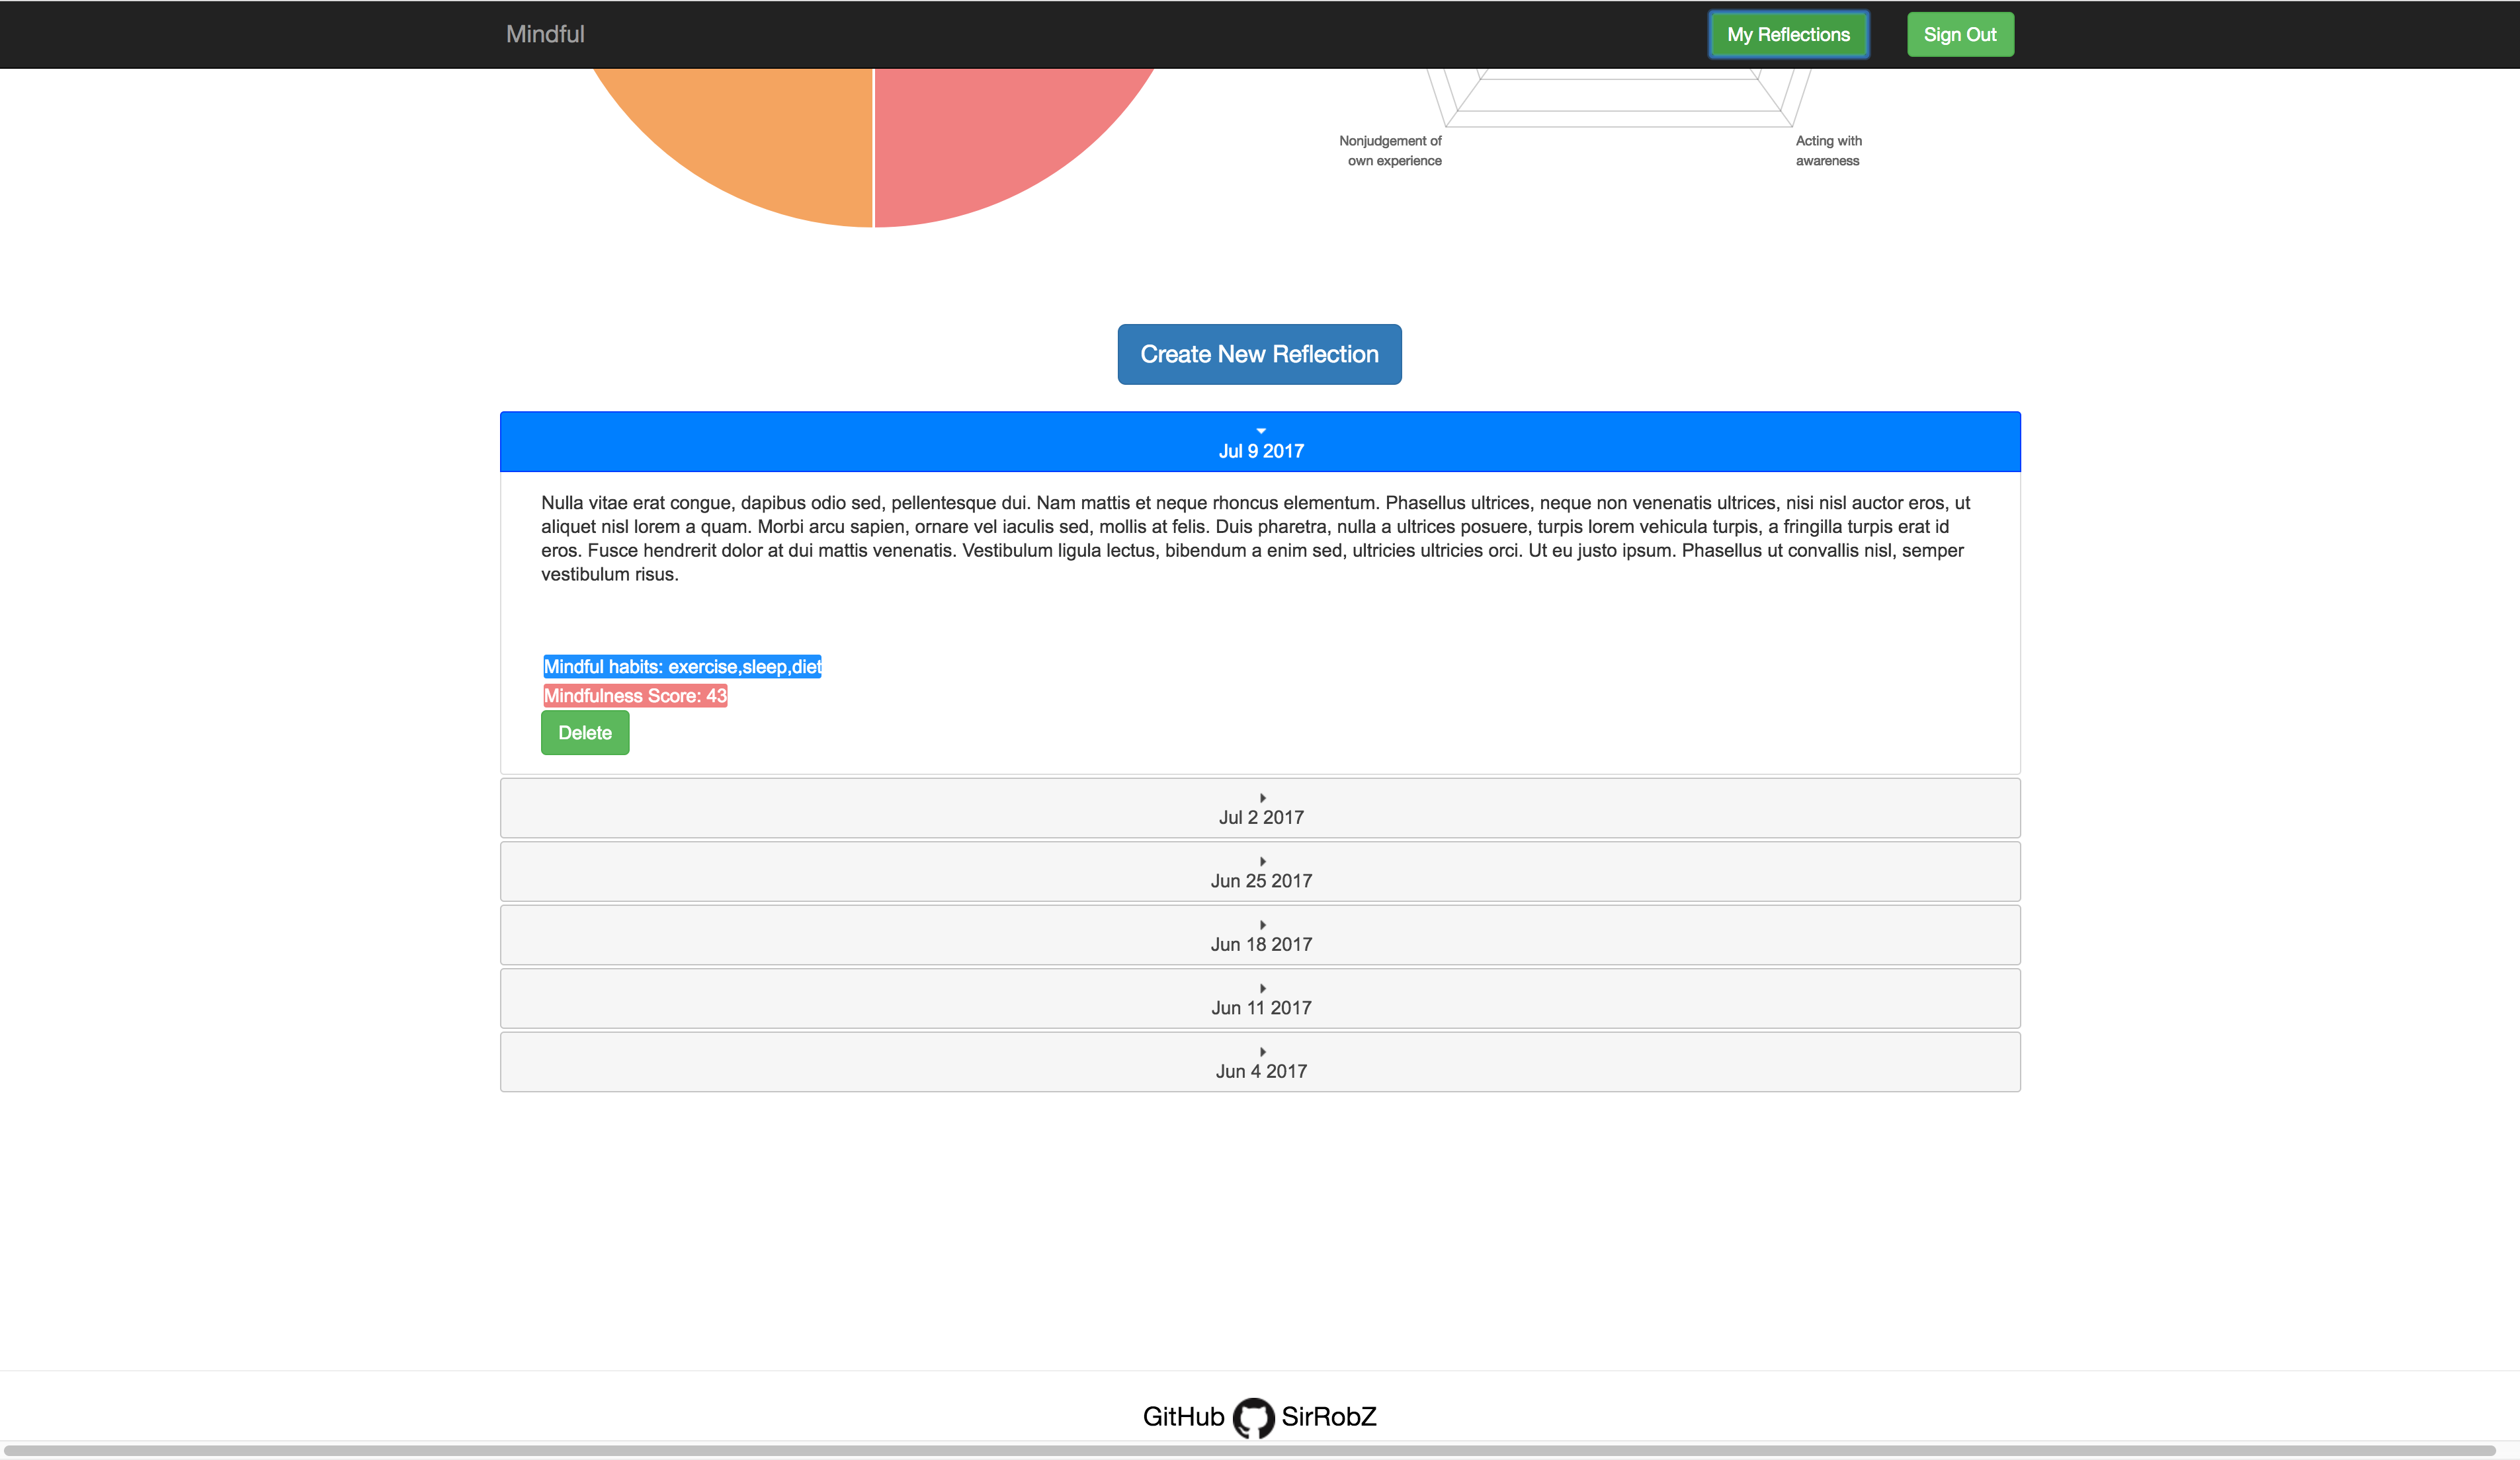 Mindful
My Reflections
Sign Out
Nonjudgement of
own experience
Acting with
awareness
Create New Reflection
Jul 9 2017
Nulla vitae erat congue, dapibus odio sed, pellentesque dui. Nam mattis et neque rhoncus elementum. Phasellus ultrices, neque non venenatis ultrices, nisi nisl auctor eros, ut
aliquet nisl lorem a quam. Morbi arcu sapien, ornare vel iaculis sed, mollis at felis. Duis pharetra, nulla a ultrices posuere, turpis lorem vehicula turpis, a fringilla turpis erat id
eros. Fusce hendrerit dolor at dui mattis venenatis. Vestibulum ligula lectus, bibendum a enim sed, ultricies ultricies orci. Ut eu justo ipsum. Phasellus ut convallis nisl, semper
vestibulum risus.
Mindful habits: exercise,sleep,diet
Mindfulness Score: 43
Delete
Jul 2 2017
Jun 25 2017
Jun 18 2017
Jun 11 2017
Jun 4 2017
GitHub SirRobZ